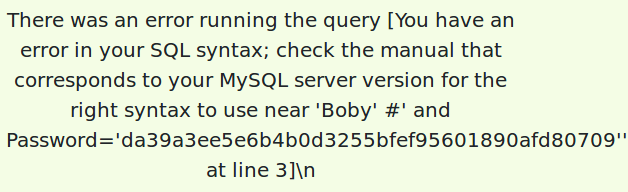 There was an error running the query [You have an
error in your SQL syntax; check the manual that
corresponds to your MySQL server version for the
right syntax to use near 'Boby' #' and
Password='da39a3ee5e6b4b0d3255bfef95601890afd80709''
at line 3]\n